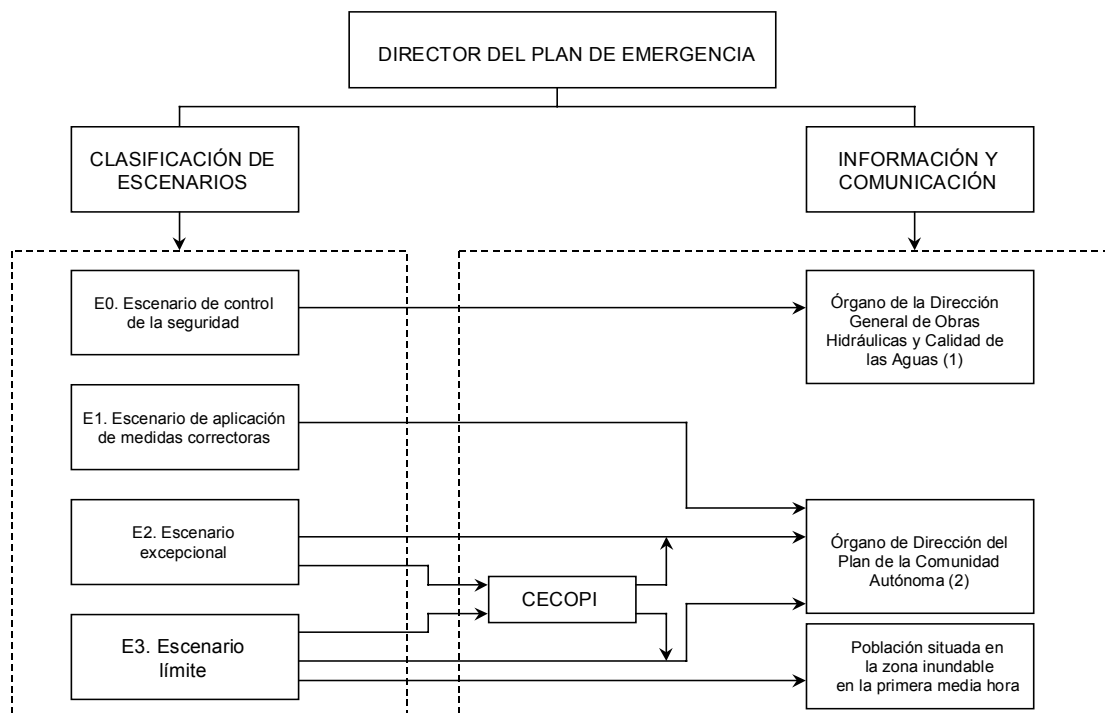 DIRECTOR DEL PLAN DE EMERGENCIA
CLASIFICACIÓN DE
ESCENARIOS
INFORMACIÓN Y
COMUNICACIÓN
E0. Escenario de control
de la seguridad
Órgano de la Dirección
General de Obras
Hidráulicas y Calidad de
las Aguas (1)
E1. Escenario de aplicación
de medidas correctoras
E2. Escenario
excepcional
Órgano de Dirección del
Plan de la Comunidad
Autónoma (2)
CECOPI
E3. Escenario
límite
Población situada en
la zona inundable
en la primera media hora